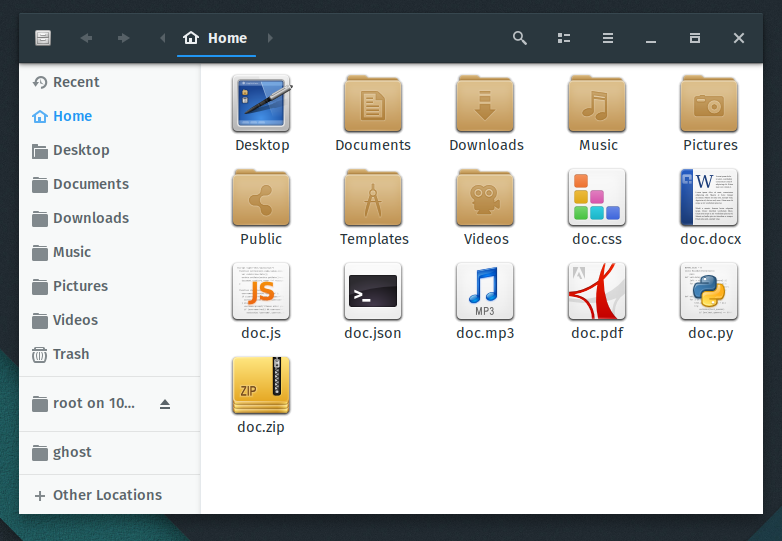 Home
Recent
Home
Desktop
Documents
Downloads
Music
Pictures
Videos
Trash
root on 10...
ghost
Other Locations
Desktop
Documents
Downloads
Music
Pictures
Public
Templates
Videos
doc.css
W
doc.docx
JS
doc.js
>_
doc.json
MP3
doc.mp3
doc.pdf
doc.py
ZIP
doc.zip